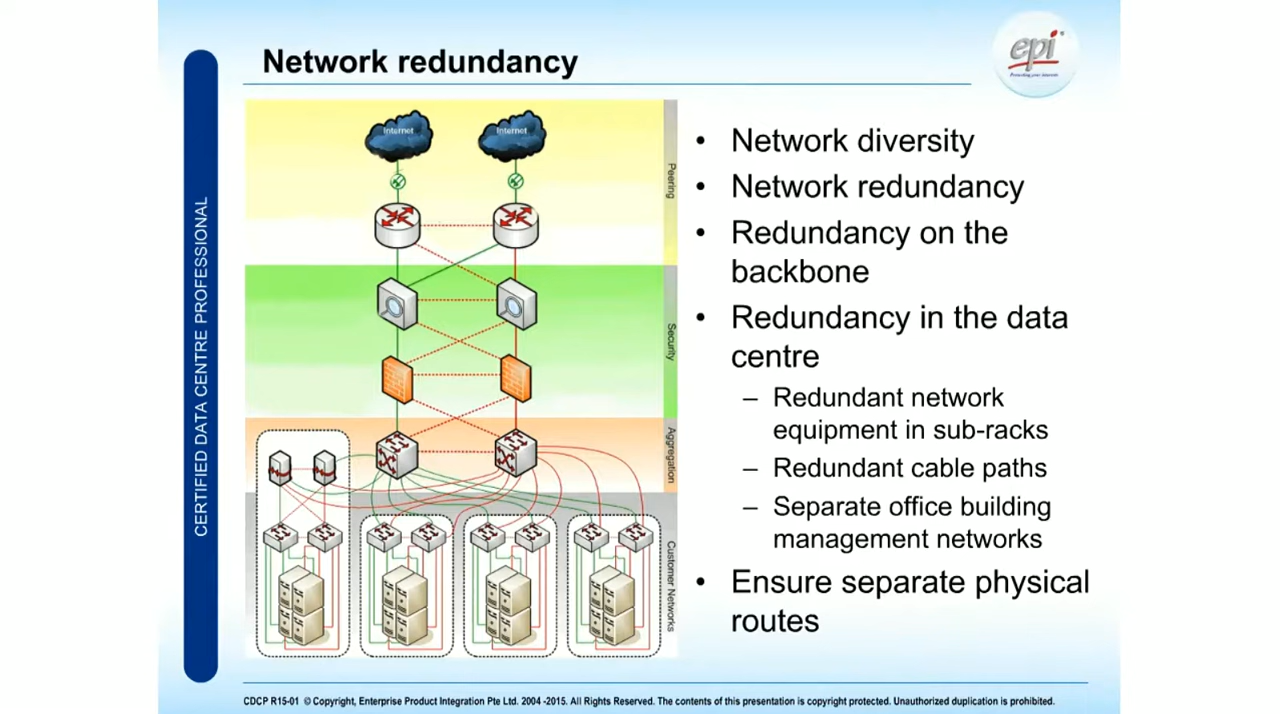 Network redundancy
epi
Protecting your interests
CERTIFIED DATA CENTRE PROFESSIONAL
Internet
Internet
Peering
Security
Aggregation
Customer Networks
• Network diversity
• Network redundancy
• Redundancy on the
backbone
• Redundancy in the data
centre
– Redundant network
equipment in sub-racks
– Redundant cable paths
– Separate office building
management networks
• Ensure separate physical
routes
CDCP R15-01 © Copyright, Enterprise Product Integration Pte Ltd. 2004 -2015. All Rights Reserved. The contents of this presentation is copyright protected. Unauthorized duplication is prohibited.